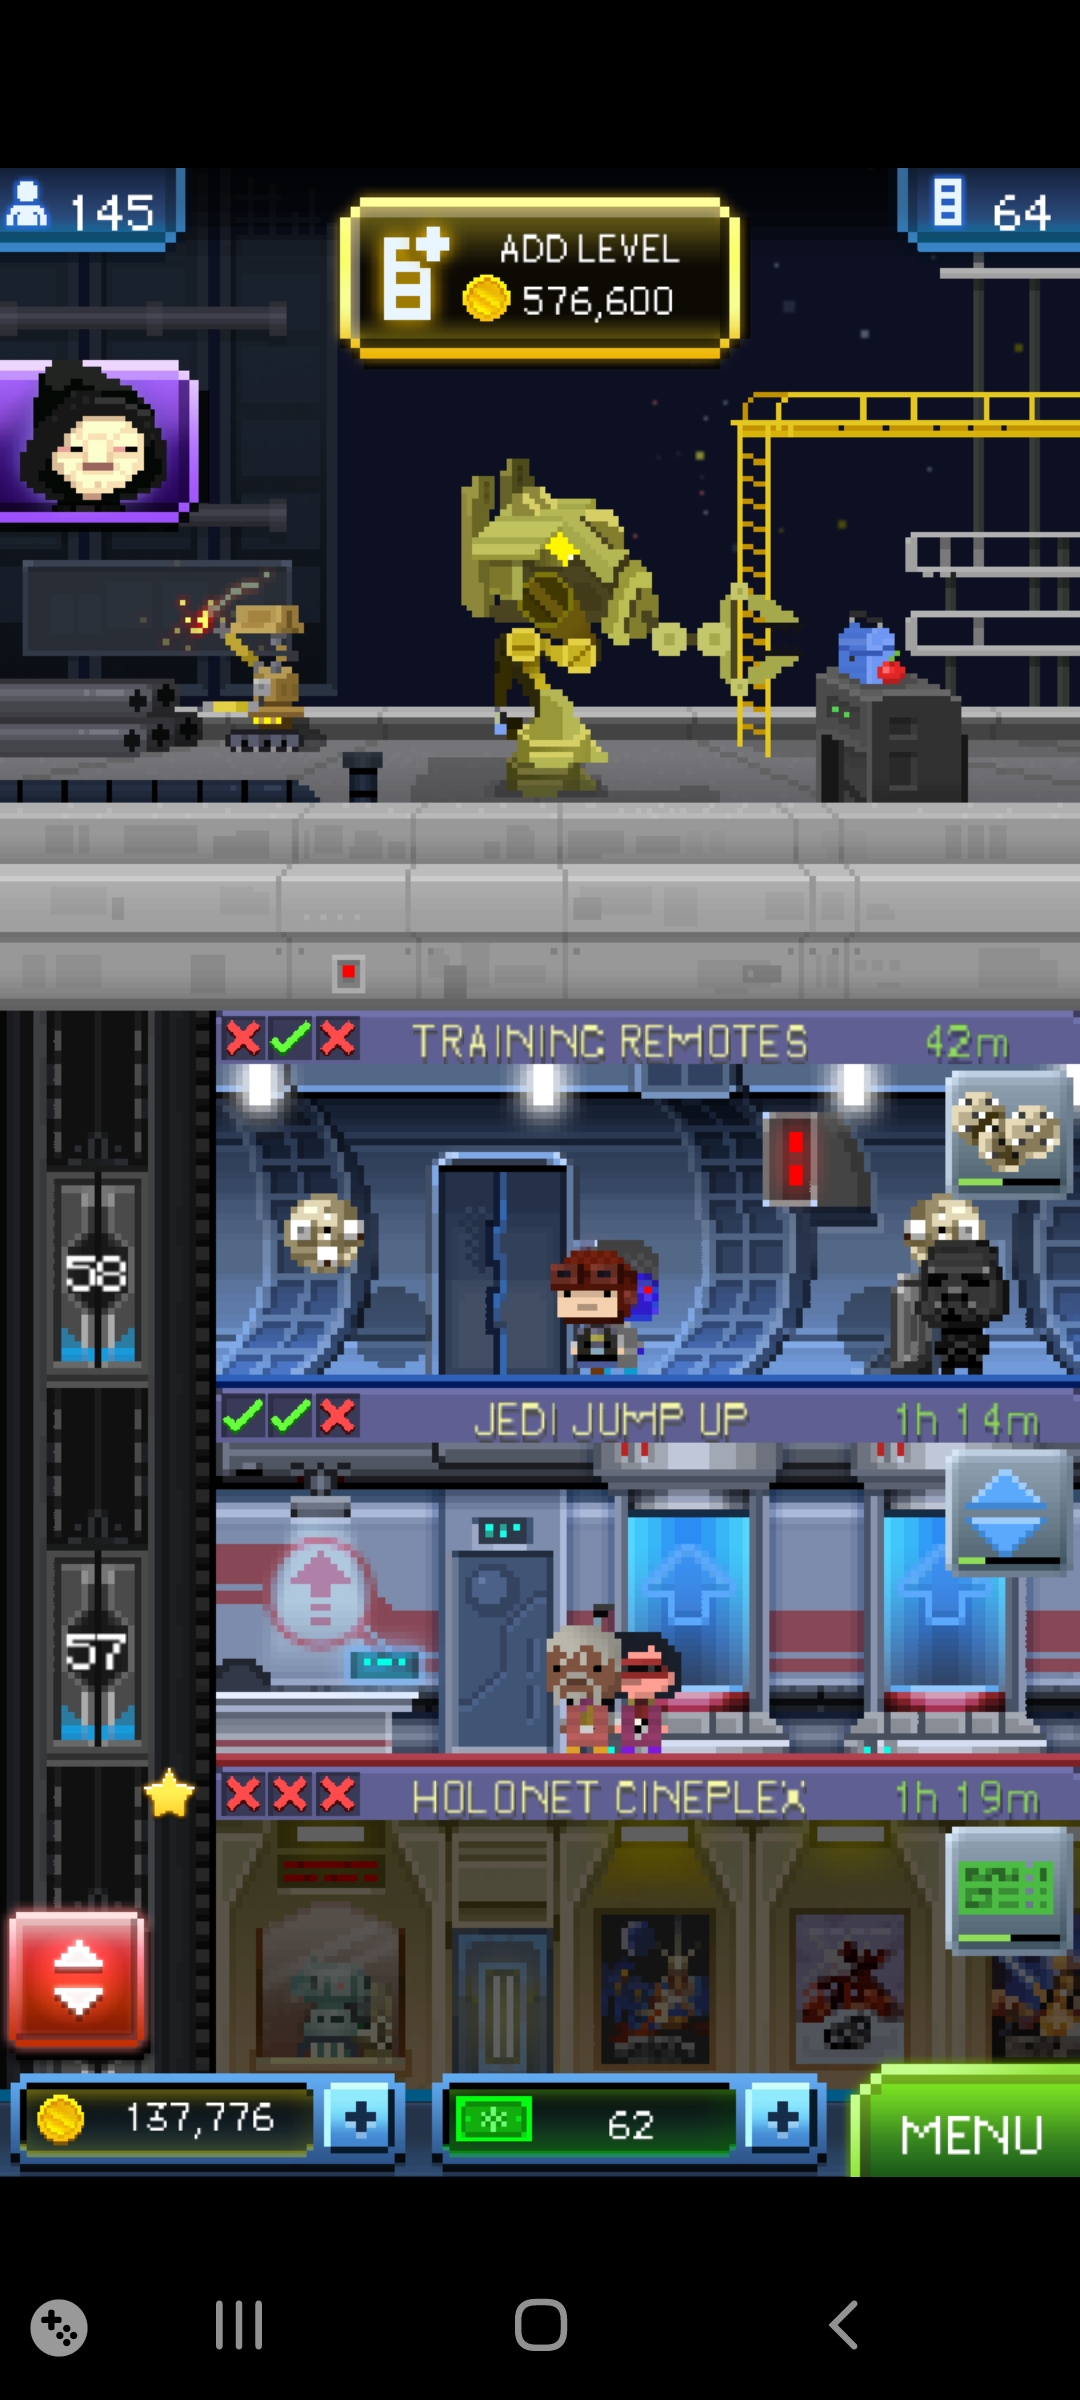 145
ADD LEVEL
576,600
64
TRAINING REMOTES 42m
58
JEDI JUMP UP 1h 14m
57
HOLONET CINEPLEX 1h 19m
137,776
62
MENU